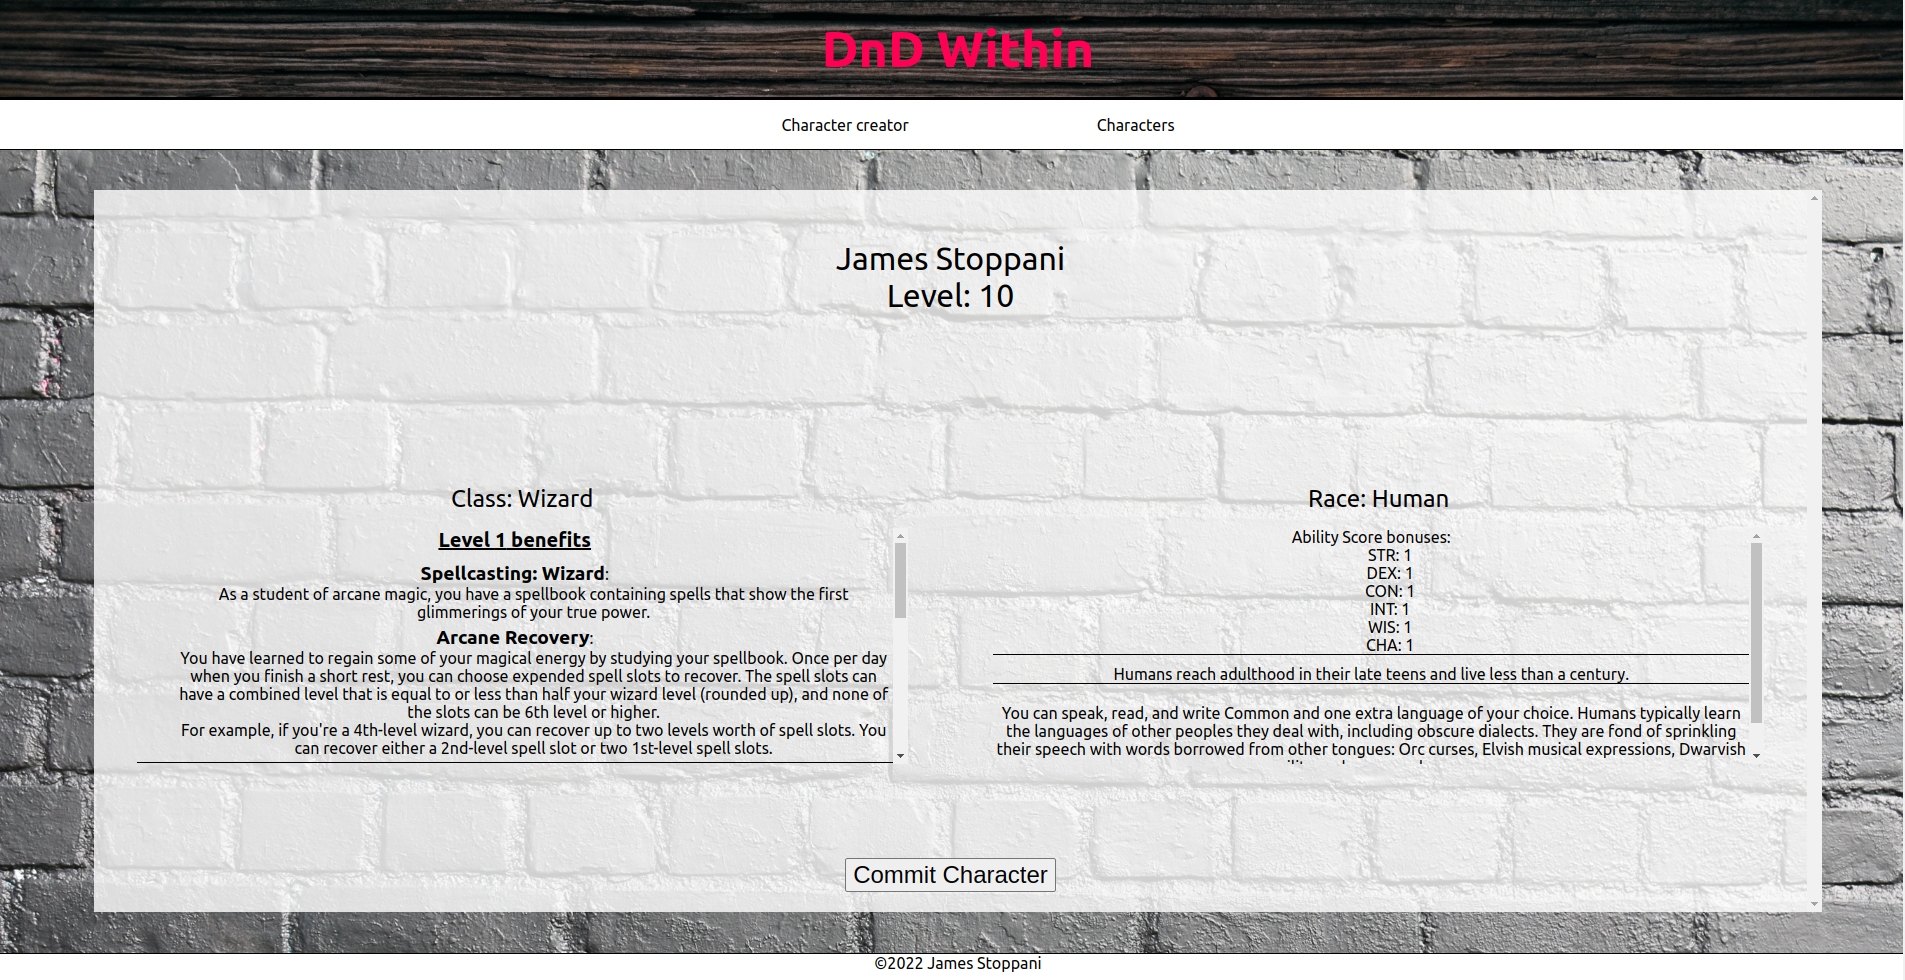 DnD Within
Character creator
Characters
James Stoppani
Level: 10
Class: Wizard
Level 1 benefits
Spellcasting: Wizard:
As a student of arcane magic, you have a spellbook containing spells that show the first
glimmerings of your true power.
Arcane Recovery:
You have learned to regain some of your magical energy by studying your spellbook. Once per day
when you finish a short rest, you can choose expended spell slots to recover. The spell slots can
have a combined level that is equal to or less than half your wizard level (rounded up), and none of
the slots can be 6th level or higher.
For example, if you're a 4th-level wizard, you can recover up to two levels worth of spell slots. You
can recover either a 2nd-level spell slot or two 1st-level spell slots.
Race: Human
Ability Score bonuses:
STR: 1
DEX: 1
CON: 1
INT: 1
WIS: 1
CHA: 1
Humans reach adulthood in their late teens and live less than a century.
You can speak, read, and write Common and one extra language of your choice. Humans typically learn
the languages of other peoples they deal with, including obscure dialects. They are fond of sprinkling
their speech with words borrowed from other tongues: Orc curses, Elvish musical expressions, Dwarvish
Commit Character
©2022 James Stoppani